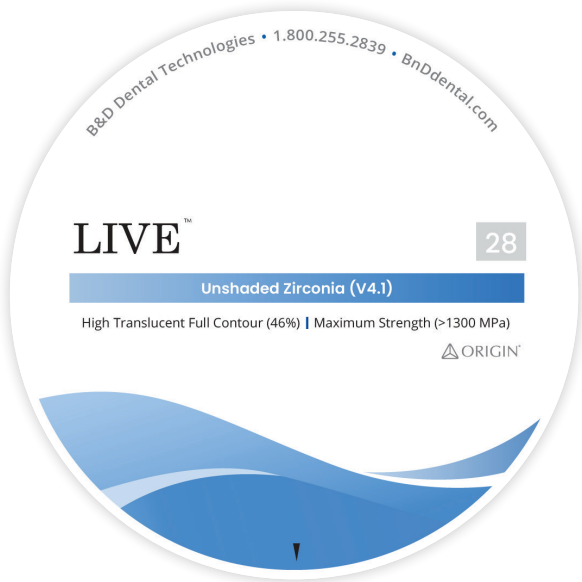 B&D Dental Technologies • 1.800.255.2839 • BnDdental.com
LIVE™
28
Unshaded Zirconia (V4.1)
High Translucent Full Contour (46%) | Maximum Strength (>1300 MPa)
ORIGIN®